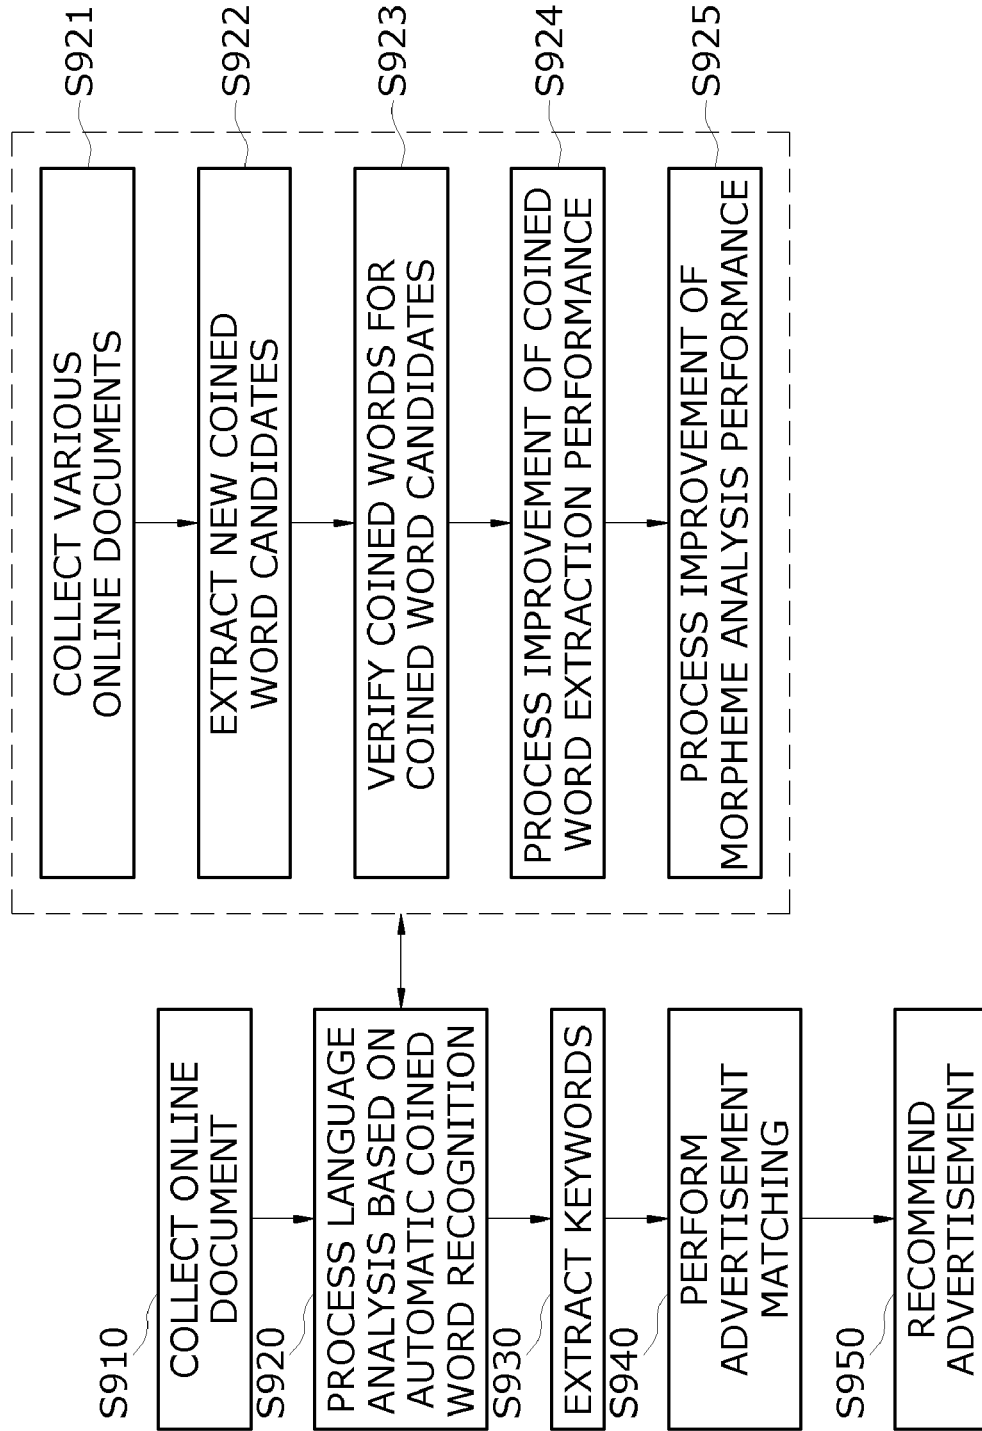 S910
COLLECT ONLINE
DOCUMENT
S920
PROCESS LANGUAGE
ANALYSIS BASED ON
AUTOMATIC COINED
WORD RECOGNITION
S930
EXTRACT KEYWORDS
S940
PERFORM
ADVERTISEMENT
MATCHING
S950
RECOMMEND
ADVERTISEMENT
S921
COLLECT VARIOUS
ONLINE DOCUMENTS
S922
EXTRACT NEW COINED
WORD CANDIDATES
S923
VERIFY COINED WORDS FOR
COINED WORD CANDIDATES
S924
PROCESS IMPROVEMENT OF COINED
WORD EXTRACTION PERFORMANCE
S925
PROCESS IMPROVEMENT OF
MORPHEME ANALYSIS PERFORMANCE